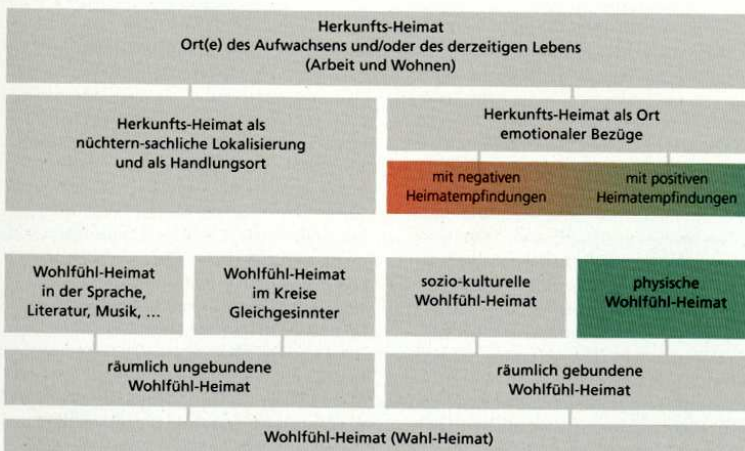 Herkunfts-Heimat
Ort(e) des Aufwachsens und/oder des derzeitigen Lebens
(Arbeit und Wohnen)
Herkunfts-Heimat als
nüchtern-sachliche Lokalisierung
und als Handlungsort
Herkunfts-Heimat als Ort
emotionaler Bezüge
mit negativen
Heimatempfindungen
mit positiven
Heimatempfindungen
Wohlfühl-Heimat
in der Sprache,
Literatur, Musik, ...
Wohlfühl-Heimat
im Kreise
Gleichgesinnter
sozio-kulturelle
Wohlfühl-Heimat
physische
Wohlfühl-Heimat
räumlich ungebundene
Wohlfühl-Heimat
räumlich gebundene
Wohlfühl-Heimat
Wohlfühl-Heimat (Wahl-Heimat)